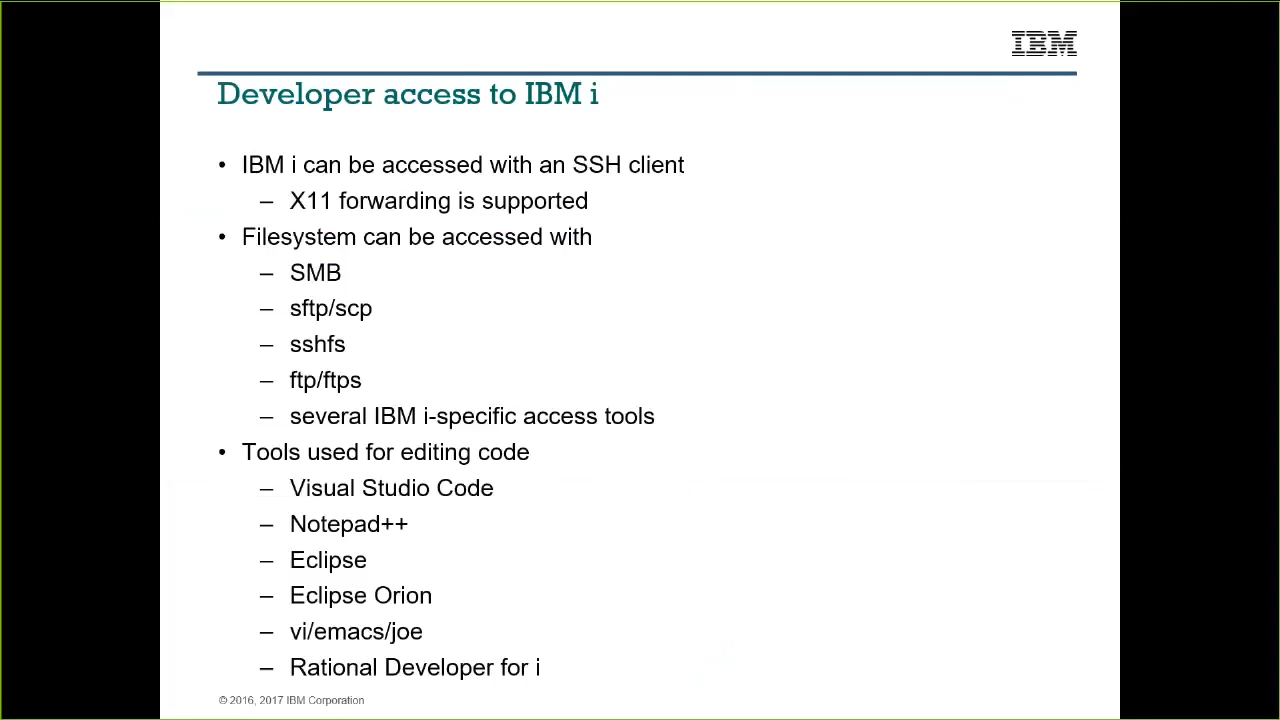 IBM
Developer access to IBM i
• IBM i can be accessed with an SSH client
– X11 forwarding is supported
• Filesystem can be accessed with
– SMB
– sftp/scp
– sshfs
– ftp/ftps
– several IBM i-specific access tools
• Tools used for editing code
– Visual Studio Code
– Notepad++
– Eclipse
– Eclipse Orion
– vi/emacs/joe
– Rational Developer for i
© 2016, 2017 IBM Corporation